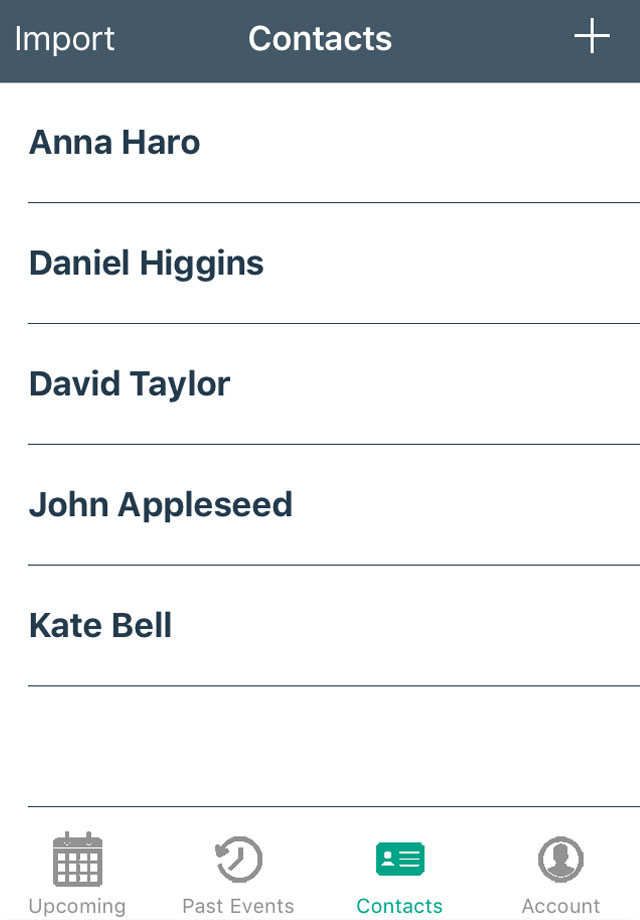 Import Contacts +
Anna Haro
Daniel Higgins
David Taylor
John Appleseed
Kate Bell
Upcoming Past Events Contacts Account